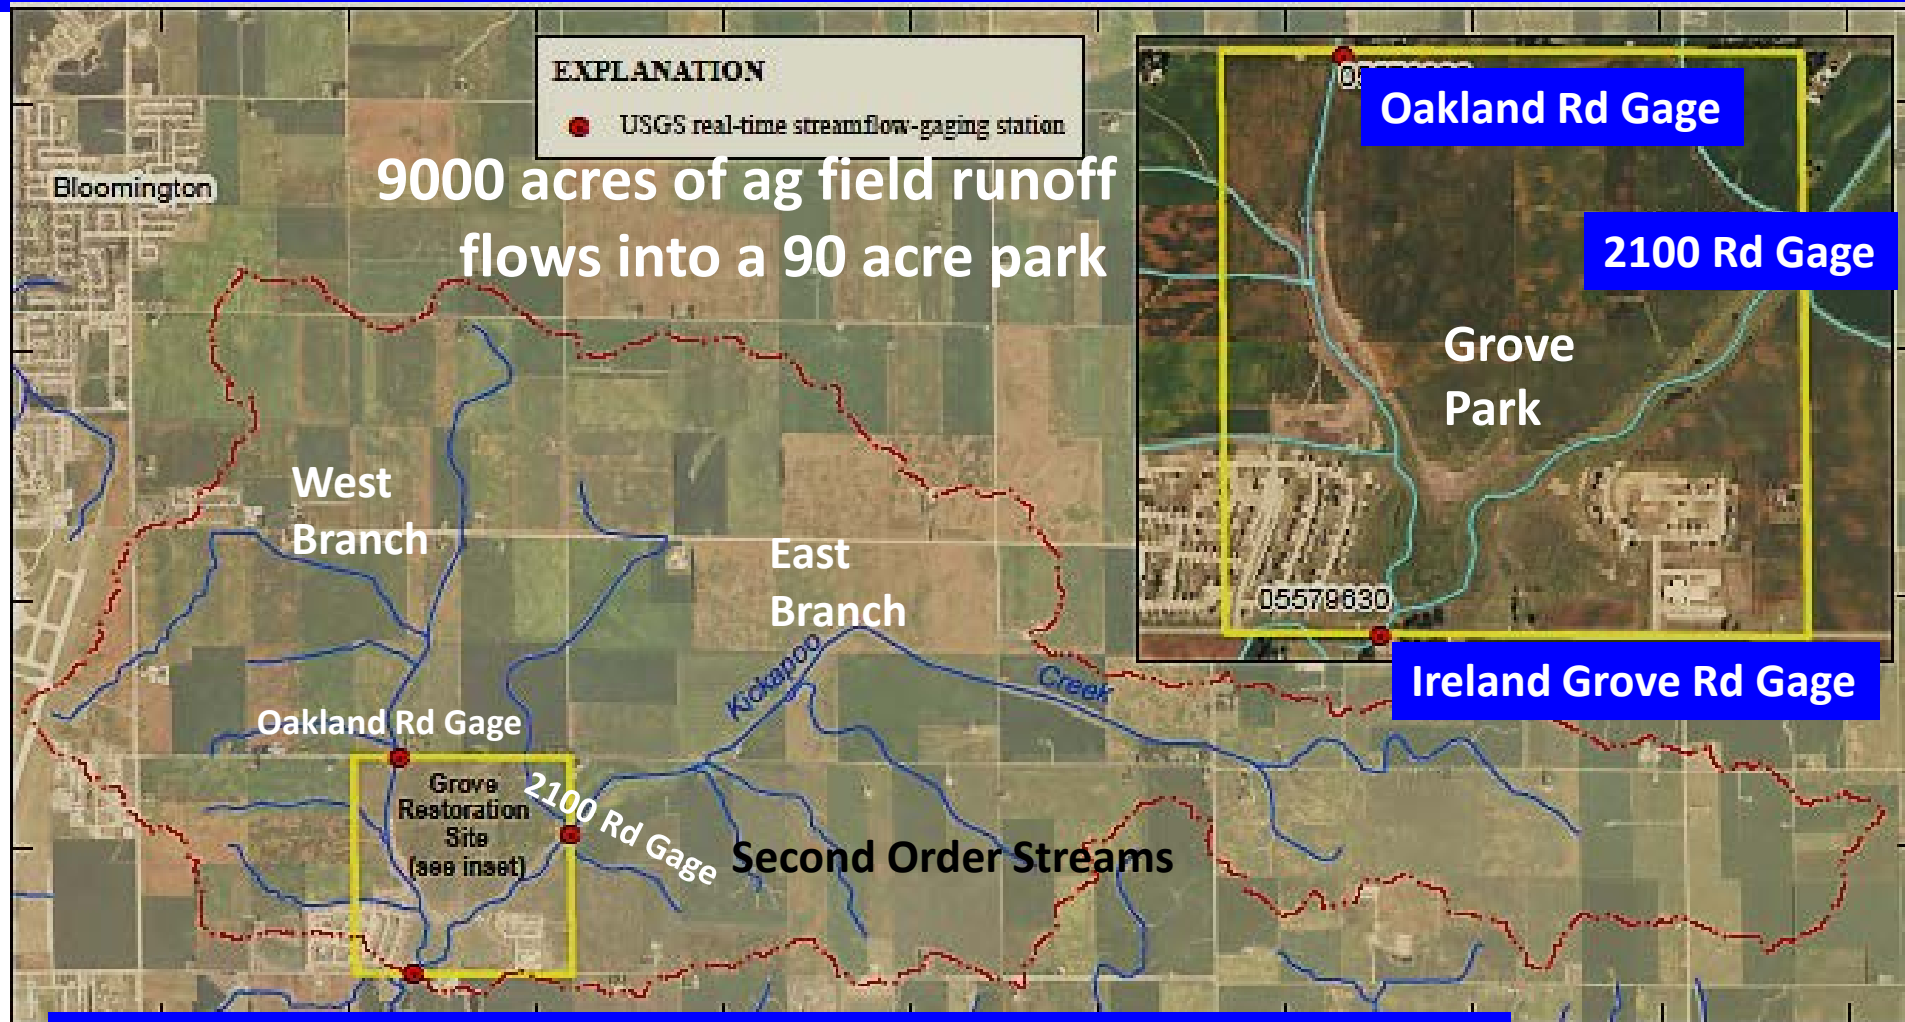 EXPLANATION
USGS real-time streamflow-gaging station
9000 acres of ag field runoff
flows into a 90 acre park
Bloomington
West
Branch
East
Branch
Kickapoo
Creek
Oakland Rd Gage
Grove
Restoration
Site
(see inset)
2100 Rd Gage
Second Order Streams
Oakland Rd Gage
2100 Rd Gage
Grove
Park
05579630
Ireland Grove Rd Gage